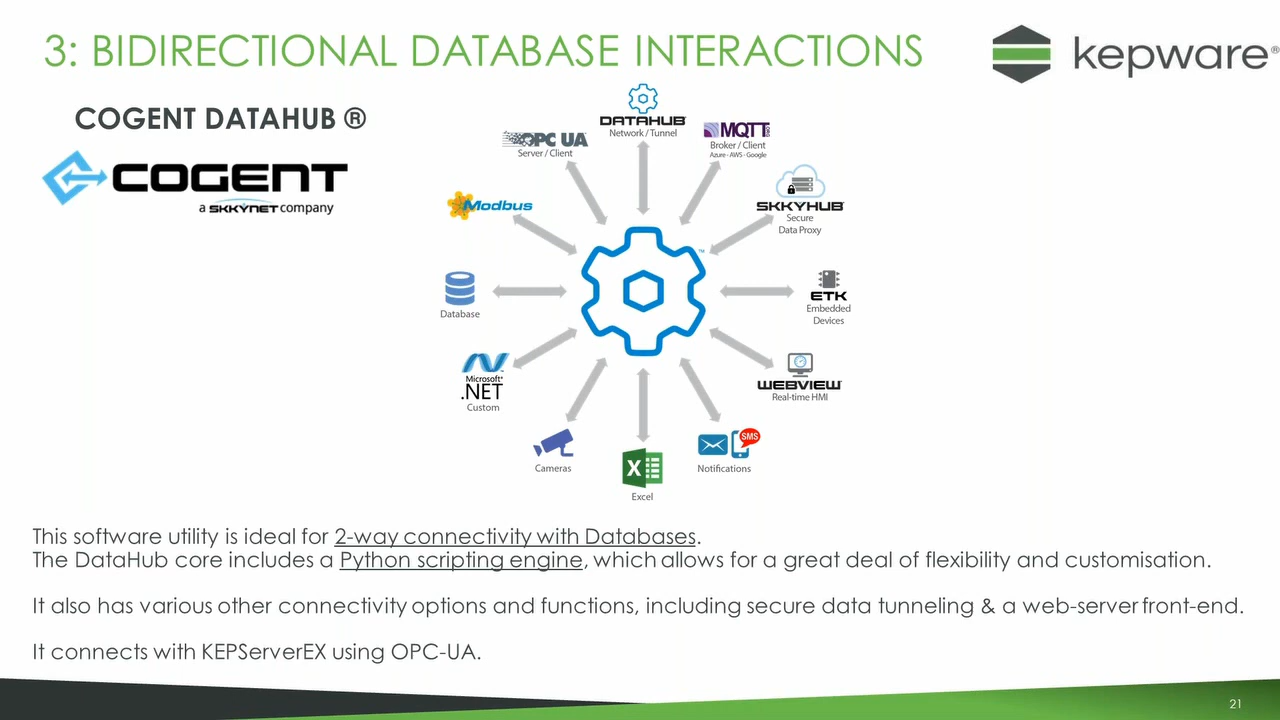 3: BIDIRECTIONAL DATABASE INTERACTIONS
kepware®
COGENT DATAHUB ®
COGENT
a SKKYNET company
DATAHUB
Network / Tunnel
OPC UA
Server / Client
MQTT
Broker / Client
Azure - AWS - Google
Modbus
SKKYHUB
Secure
Data Proxy
™
Database
ETK
Embedded
Devices
Microsoft®
.NET
Custom
WEBVIEW
Real-time HMI
Cameras
X
Excel
SMS
Notifications
This software utility is ideal for 2-way connectivity with Databases.
The DataHub core includes a Python scripting engine, which allows for a great deal of flexibility and customisation.
It also has various other connectivity options and functions, including secure data tunneling & a web-server front-end.
It connects with KEPServerEX using OPC-UA.
21